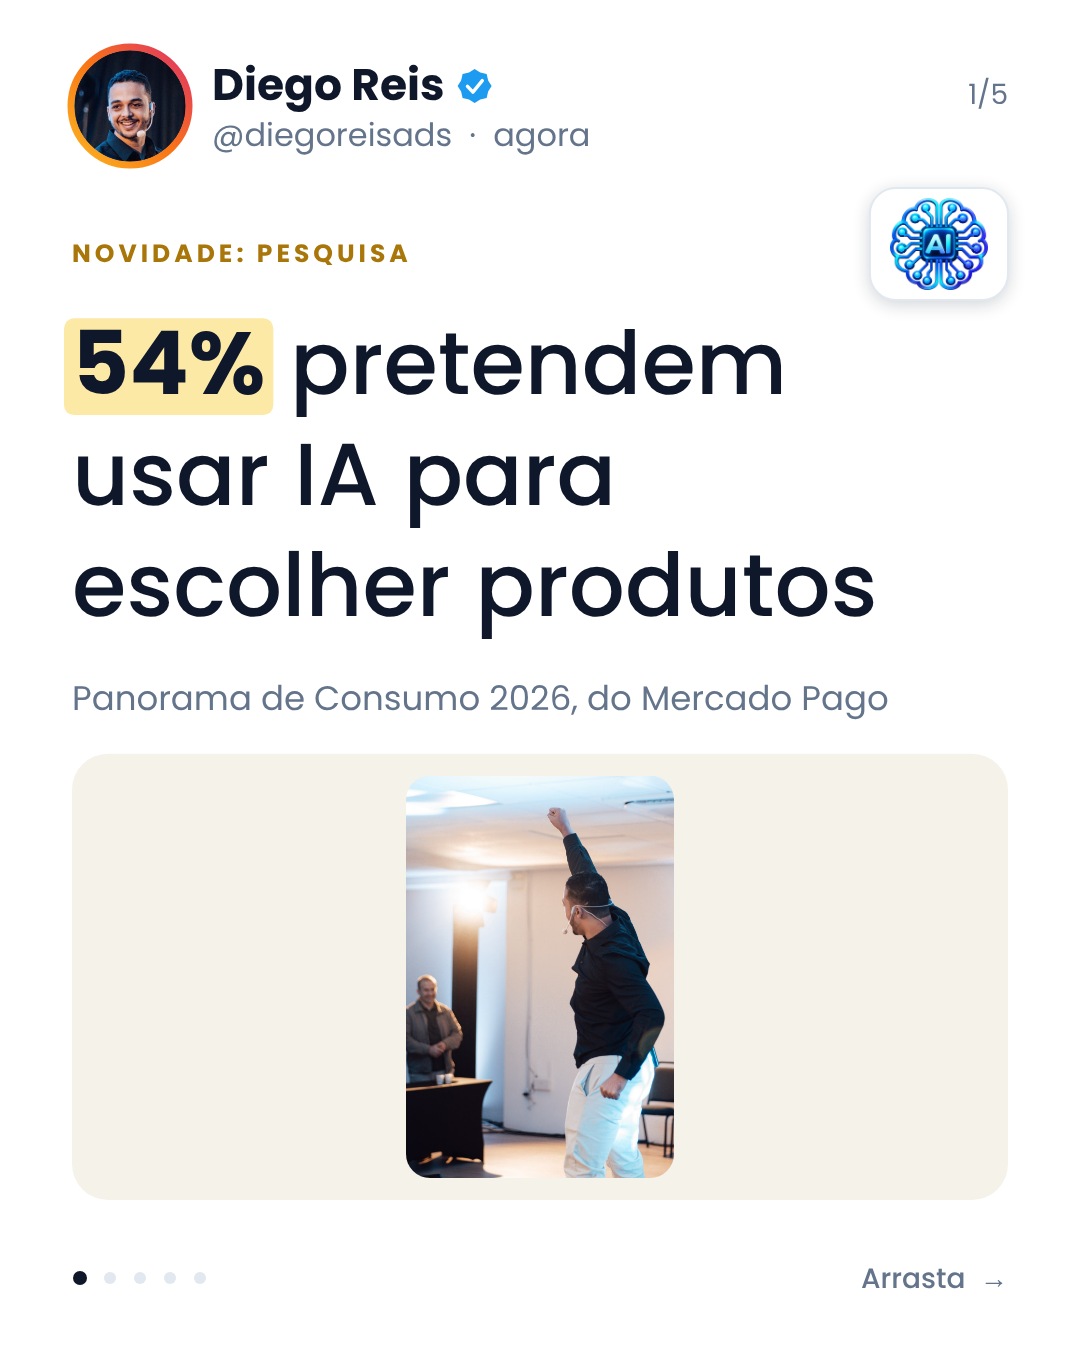 Diego Reis
@diegoreisads · agora
1/5
AI
NOVIDADE: PESQUISA
54% pretendem
usar IA para
escolher produtos
Panorama de Consumo 2026, do Mercado Pago
Arrasta →